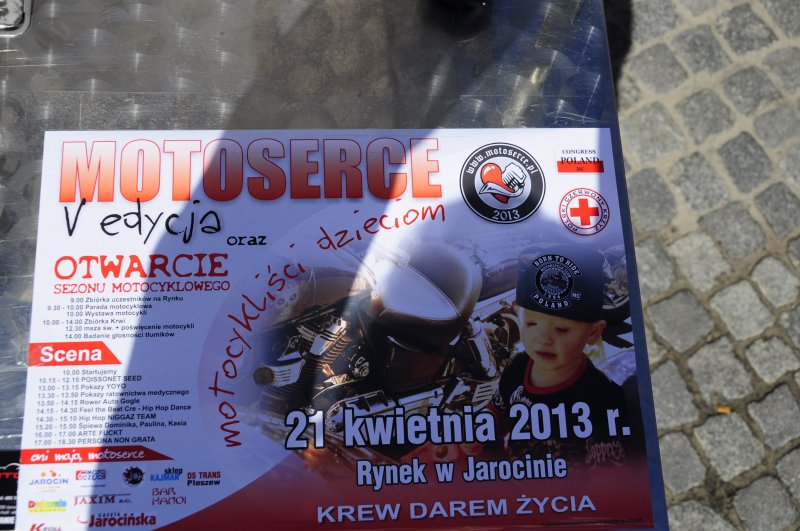 MOTOSERCE
V edycja oraz
motocykliści dzieciom
www.motoserce.pl
2013
CONGRESS
POLAND
MC
POLSKI CZERWONY KRZYŻ
OTWARCIE
SEZONU MOTOCYKLOWEGO
9.00 Zbiórka uczestników na Rynku
9.30 - 10.00 Parada motocyklowa
10.00 Wystawa motocykli
10.00 - 14.00 Zbiórka Krwi
12.30 msza św. + poświęcenie motocykli
14.00 Badanie głośności tłumików
Scena
10.00 Startujemy
10.15 - 12.15 POISSONET SEED
13.00 - 13.15 Pokazy YOYO
13.30 - 13.50 Pokazy ratownictwa medycznego
13.50 - 14.15 Rower Auto Gogle
14.15 - 14.30 Feel the Beat Cre - Hip Hop Dance
14.30 - 15.10 Hip Hop NIGGAZ TEAM
15.20 - 15.50 Śpiewa Dominika, Paulina, Kasia
16.00 - 17.00 ARTE FUCKT
17.00 - 18.30 PERSONA NON GRATA
BORN TO RIDE
POLAND
21 kwietnia 2013 r.
Rynek w Jarocinie
KREW DAREM ŻYCIA
oni mają motoserce
JAROCIN
sklep
KAJMAN
DS TRANS
Pleszew
JAXIM
BAR
HANOI
GAZETA
Jarocińska